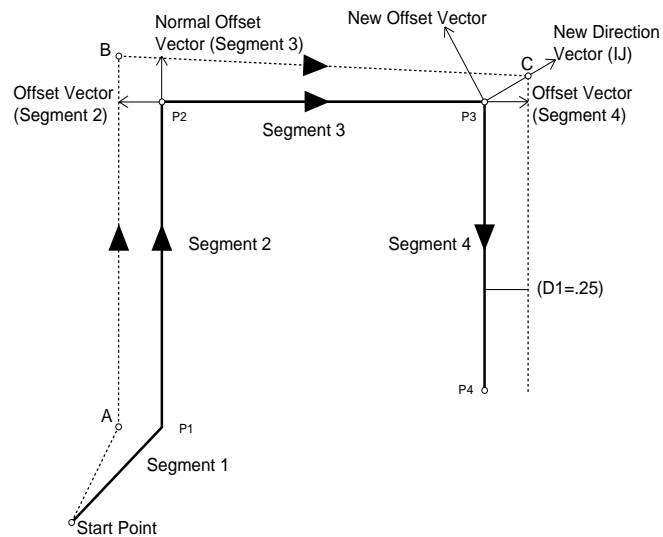 Normal Offset
Vector (Segment 3)
New Offset Vector
New Direction
Vector (IJ)
B
C
Offset Vector
(Segment 2)
P2
Segment 3
P3
Offset Vector
(Segment 4)
Segment 2
Segment 4
(D1=.25)
P4
A
P1
Segment 1
Start Point